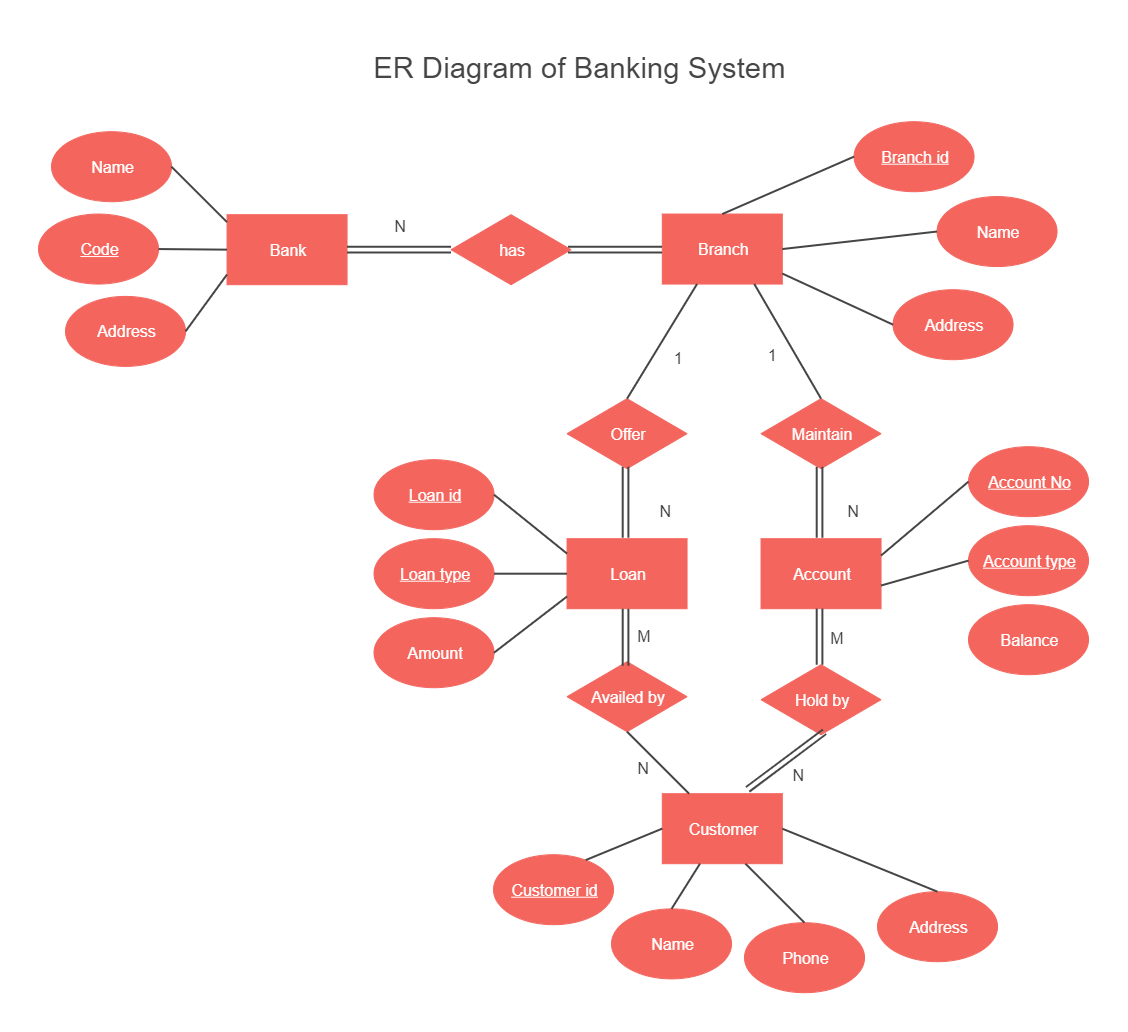 ER Diagram of Banking System
Name
Branch id
Code
Bank
N
has
Branch
Name
Address
Address
1
1
Offer
Maintain
Loan id
N
N
Account No
Loan type
Loan
Account
Account type
Amount
M
M
Balance
Availed by
Hold by
N
N
Customer
Customer id
Name
Phone
Address